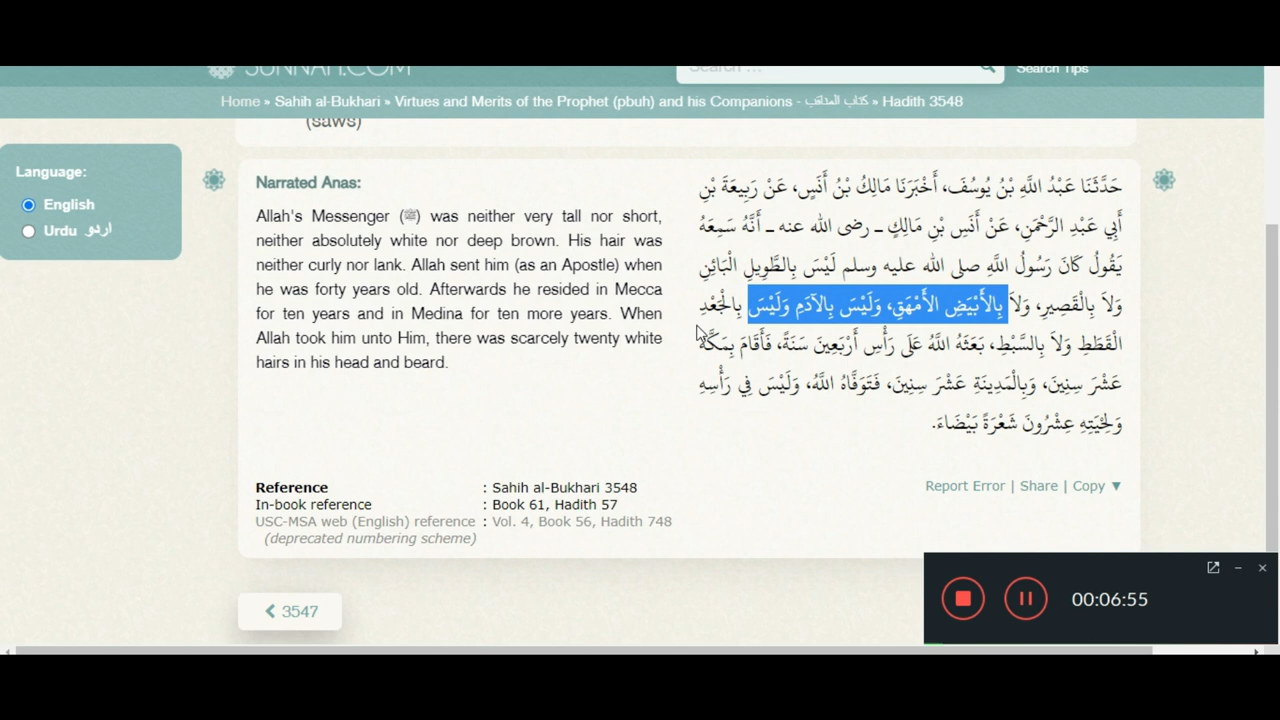 SUNNAH.COM
Search ...
Search Tips
Home » Sahih al-Bukhari » Virtues and Merits of the Prophet (pbuh) and his Companions - كتاب المناقب » Hadith 3548
(saws)
Language:
English
Urdu اردو
Narrated Anas:
Allah's Messenger (ﷺ) was neither very tall nor short,
neither absolutely white nor deep brown. His hair was
neither curly nor lank. Allah sent him (as an Apostle) when
he was forty years old. Afterwards he resided in Mecca
for ten years and in Medina for ten more years. When
Allah took him unto Him, there was scarcely twenty white
hairs in his head and beard.
حَدَّثَنَا عَبْدُ اللَّهِ بْنُ يُوسُفَ، أَخْبَرَنَا مَالِكُ بْنُ أَنَسٍ، عَنْ رَبِيعَةَ بْنِ
أَبِي عَبْدِ الرَّحْمَنِ، عَنْ أَنَسِ بْنِ مَالِكٍ ـ رضى الله عنه ـ أَنَّهُ سَمِعَهُ
يَقُولُ كَانَ رَسُولُ اللَّهِ صلى الله عليه وسلم لَيْسَ بِالطَّوِيلِ الْبَائِنِ
وَلاَ بِالْقَصِيرِ، وَلاَ بِالأَبْيَضِ الأَمْهَقِ، وَلَيْسَ بِالآدَمِ وَلَيْسَ بِالْجَعْدِ
الْقَطَطِ وَلاَ بِالسَّبْطِ، بَعَثَهُ اللَّهُ عَلَى رَأْسِ أَرْبَعِينَ سَنَةً، فَأَقَامَ بِمَكَّةَ
عَشْرَ سِنِينَ، وَبِالْمَدِينَةِ عَشْرَ سِنِينَ، فَتَوَفَّاهُ اللَّهُ، وَلَيْسَ فِي رَأْسِهِ
وَلِحْيَتِهِ عِشْرُونَ شَعْرَةً بَيْضَاءَ.
Reference : Sahih al-Bukhari 3548
In-book reference : Book 61, Hadith 57
USC-MSA web (English) reference : Vol. 4, Book 56, Hadith 748
(deprecated numbering scheme)
Report Error | Share | Copy ▼
3547
00:06:55